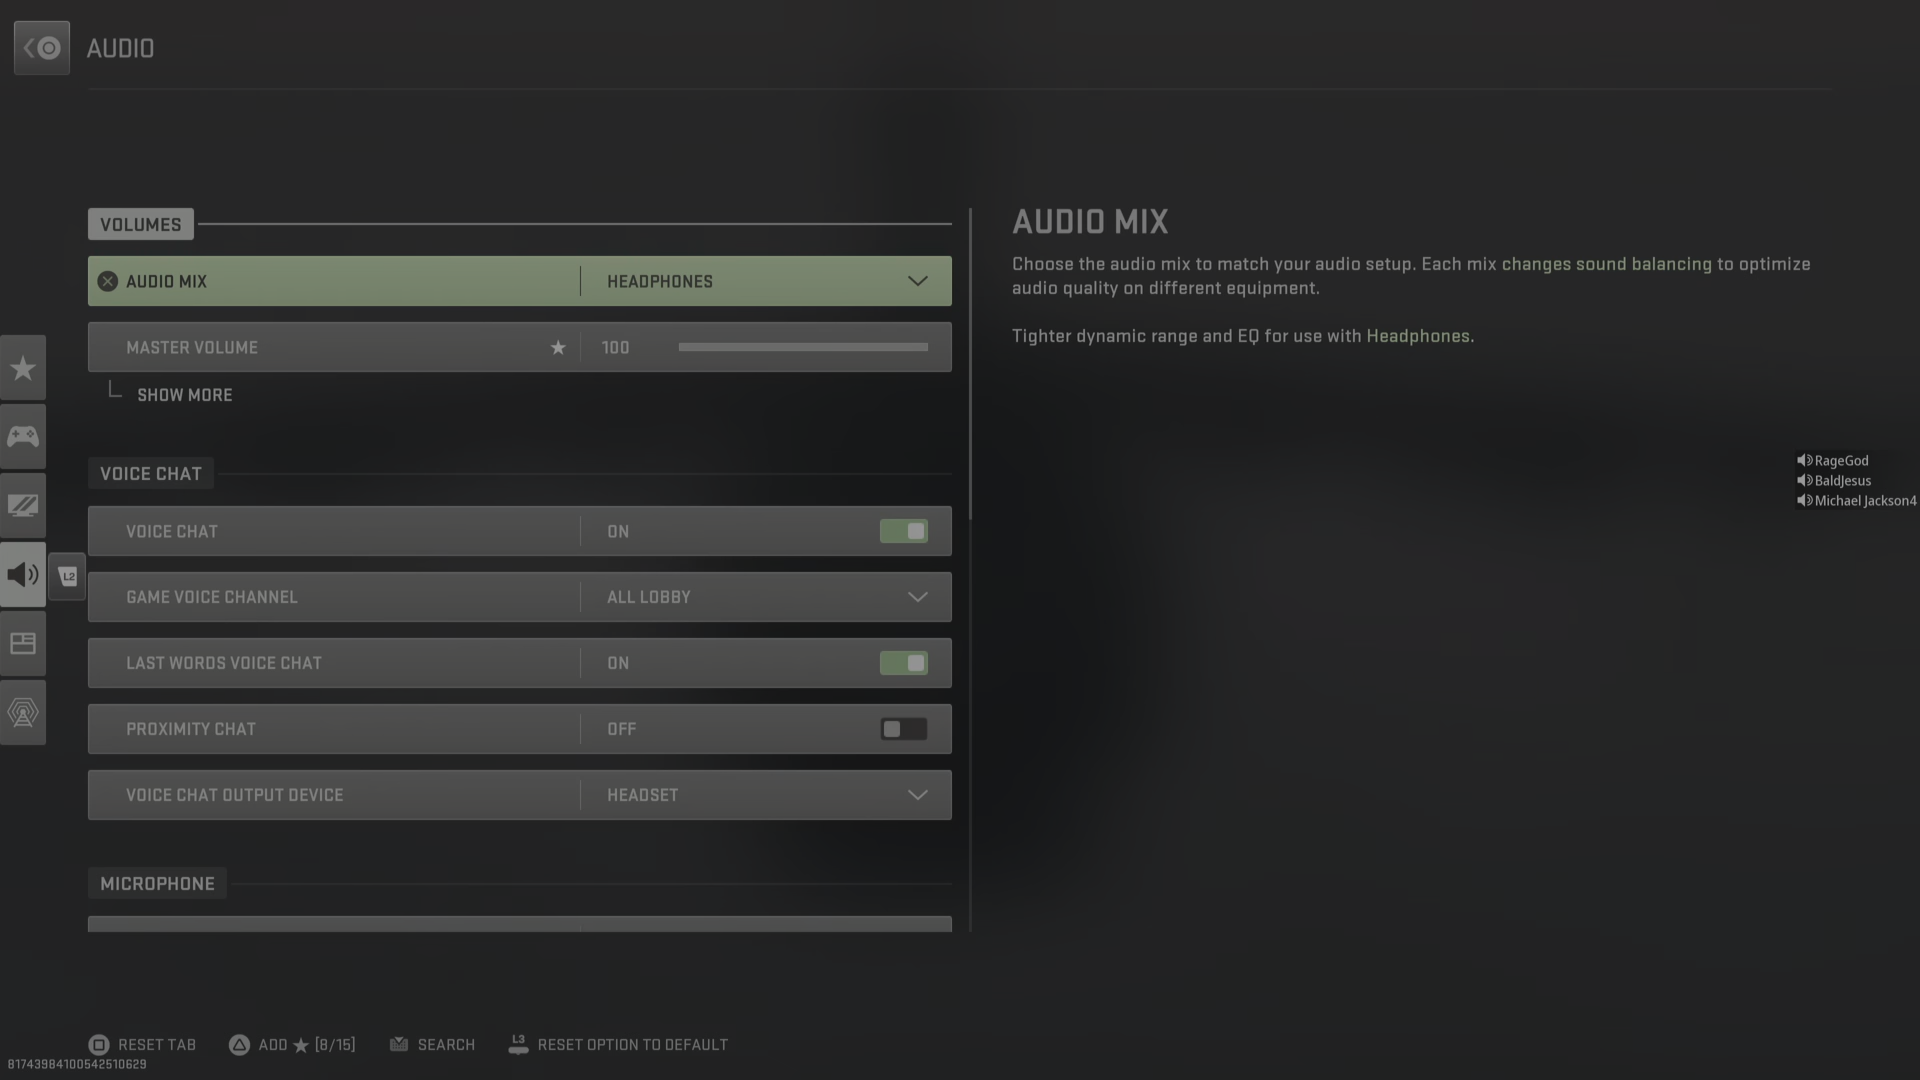 AUDIO
VOLUMES
AUDIO MIX HEADPHONES
MASTER VOLUME 100
SHOW MORE
VOICE CHAT
VOICE CHAT ON
GAME VOICE CHANNEL ALL LOBBY
L2
LAST WORDS VOICE CHAT ON
PROXIMITY CHAT OFF
VOICE CHAT OUTPUT DEVICE HEADSET
MICROPHONE
AUDIO MIX
Choose the audio mix to match your audio setup. Each mix changes sound balancing to optimize
audio quality on different equipment.
Tighter dynamic range and EQ for use with Headphones.
RageGod
BaldJesus
Michael Jackson4
RESET TAB ADD ★ [8/15] SEARCH L3 RESET OPTION TO DEFAULT
81743984100542510629